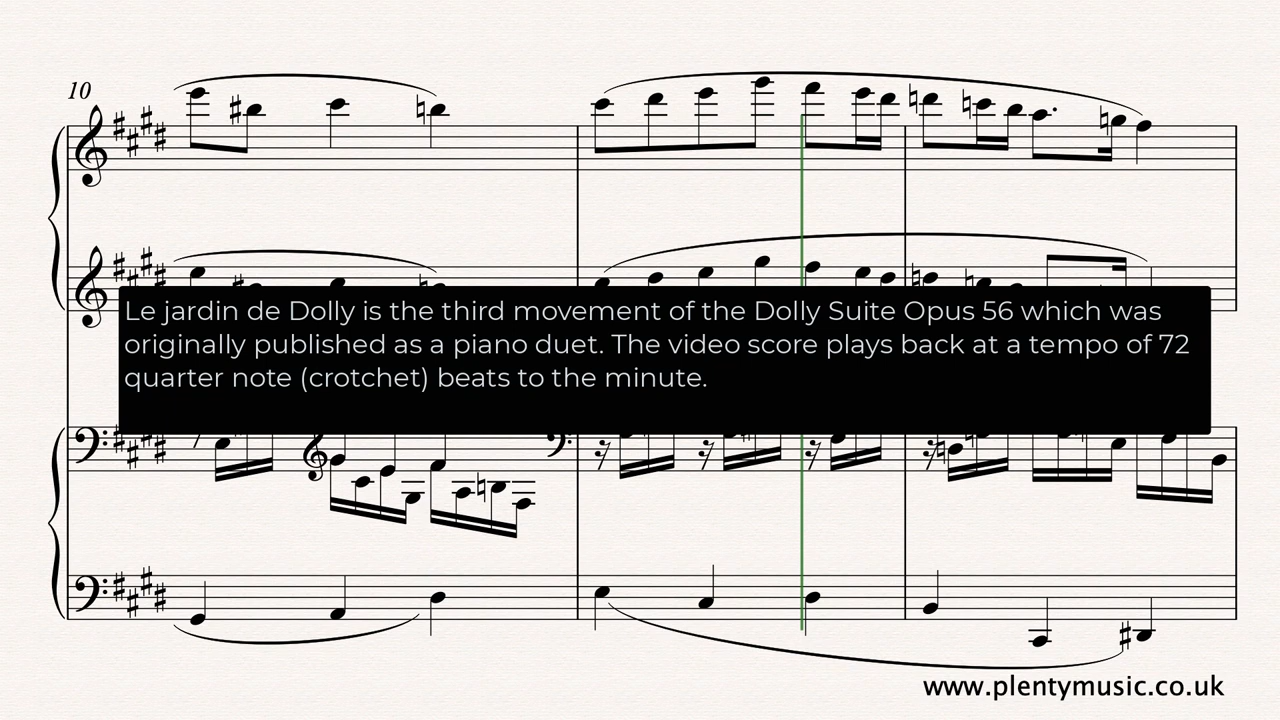 10
Le jardin de Dolly is the third movement of the Dolly Suite Opus 56 which was
originally published as a piano duet. The video score plays back at a tempo of 72
quarter note (crotchet) beats to the minute.
www.plentymusic.co.uk